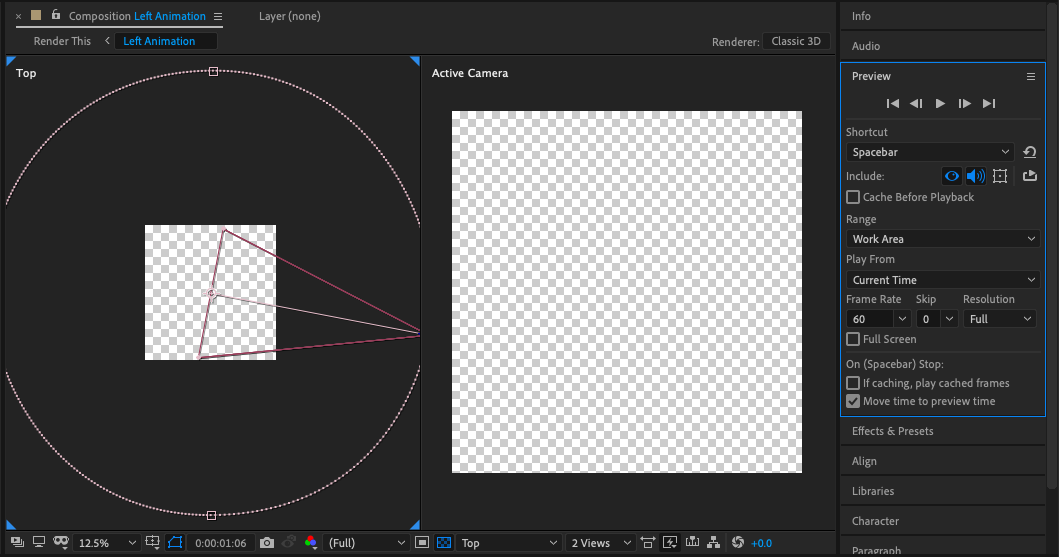 Composition Left Animation
Layer (none)
Render This
Left Animation
Renderer: Classic 3D
Top
Active Camera
Info
Audio
Preview
Shortcut
Spacebar
Include:
Cache Before Playback
Range
Work Area
Play From
Current Time
Frame Rate Skip Resolution
60 0 Full
Full Screen
On (Spacebar) Stop:
If caching, play cached frames
Move time to preview time
Effects & Presets
Align
Libraries
Character
Paragraph
12.5% 0:00:01:06 (Full) Top 2 Views +0.0